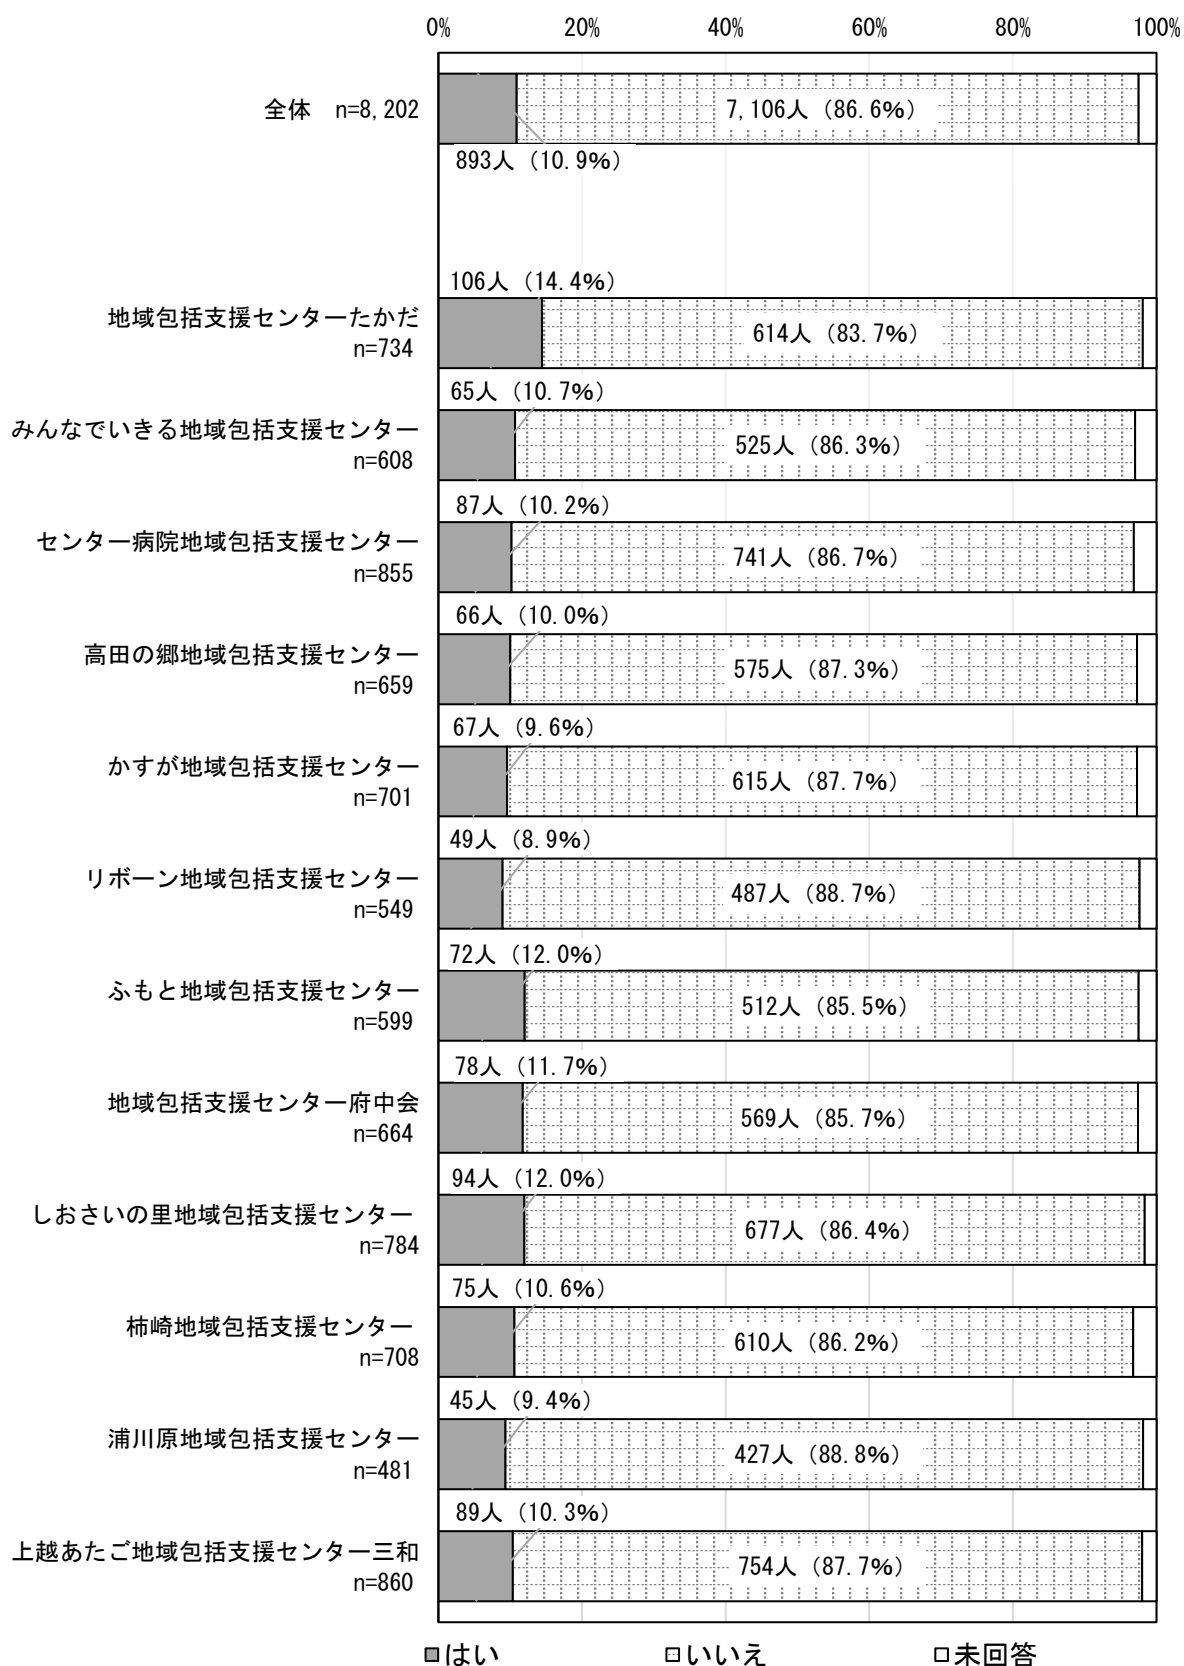 0% 20% 40% 60% 80% 100%
全体 n=8,202
7,106人（86.6%）
893人（10.9%）
106人（14.4%）
地域包括支援センターたかだ
n=734
614人（83.7%）
65人（10.7%）
みんなでいきる地域包括支援センター
n=608
525人（86.3%）
87人（10.2%）
センター病院地域包括支援センター
n=855
741人（86.7%）
66人（10.0%）
高田の郷地域包括支援センター
n=659
575人（87.3%）
67人（9.6%）
かすが地域包括支援センター
n=701
615人（87.7%）
49人（8.9%）
リボーン地域包括支援センター
n=549
487人（88.7%）
72人（12.0%）
ふもと地域包括支援センター
n=599
512人（85.5%）
78人（11.7%）
地域包括支援センター府中会
n=664
569人（85.7%）
94人（12.0%）
しおさいの里地域包括支援センター
n=784
677人（86.4%）
75人（10.6%）
柿崎地域包括支援センター
n=708
610人（86.2%）
45人（9.4%）
浦川原地域包括支援センター
n=481
427人（88.8%）
89人（10.3%）
上越あたご地域包括支援センター三和
n=860
754人（87.7%）
はい いいえ 未回答